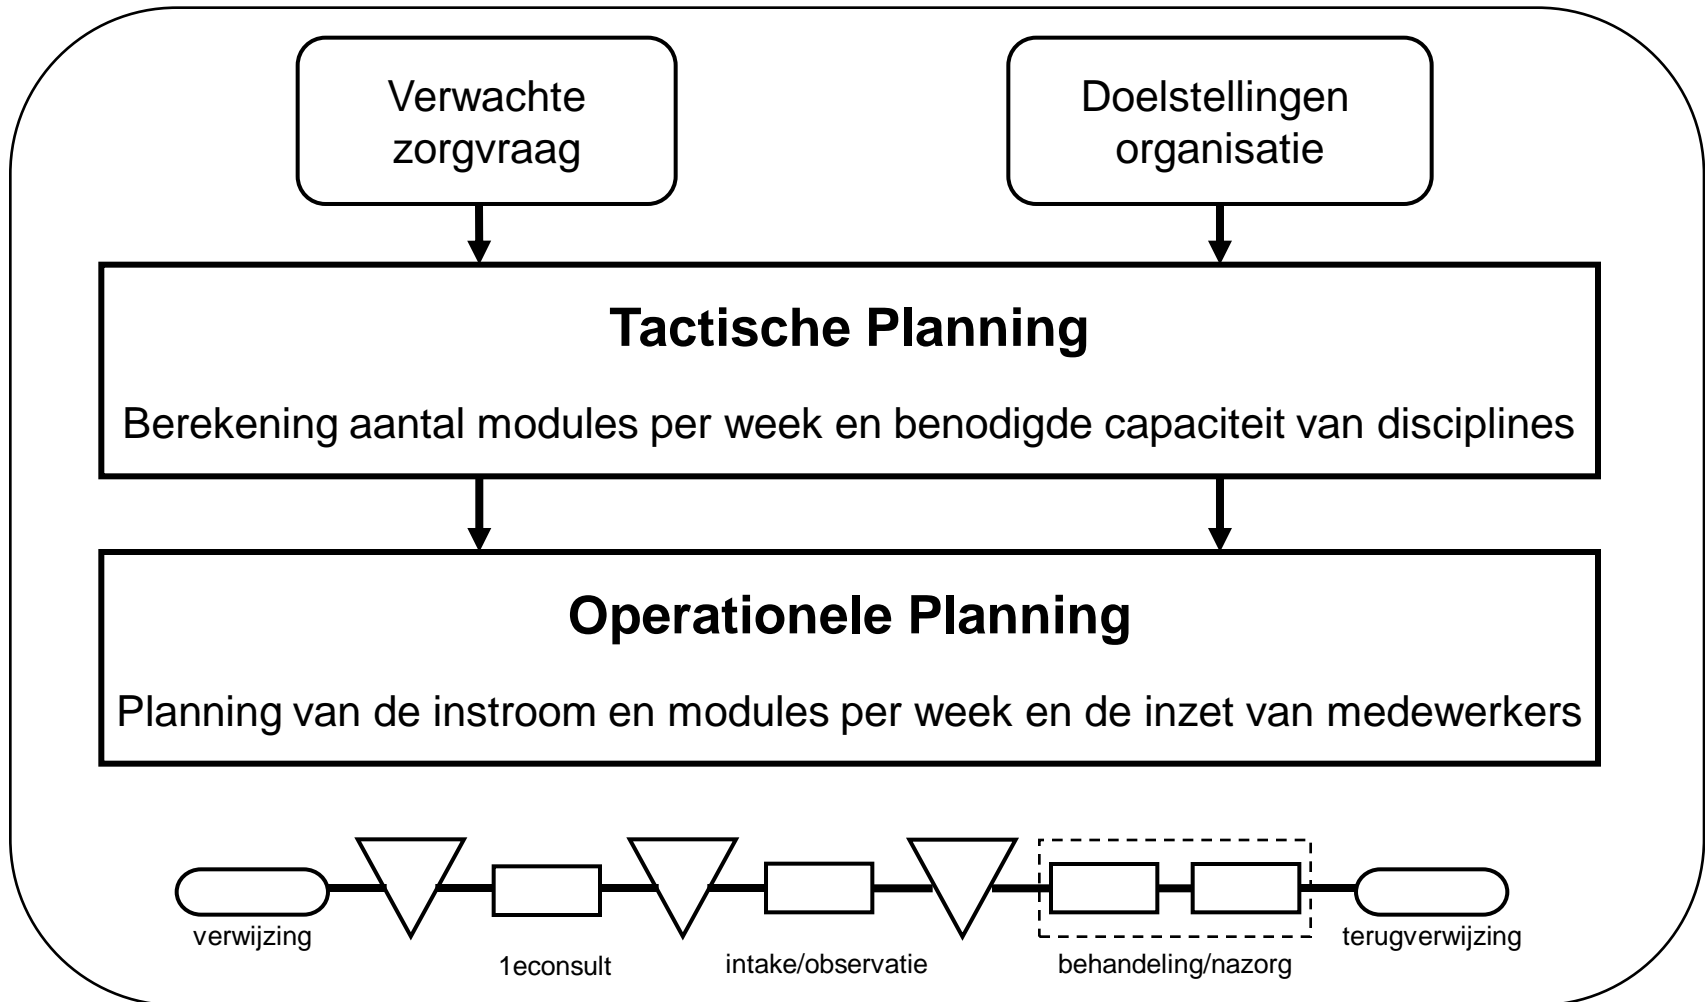 Verwachte
zorgvraag
Doelstellingen
organisatie
Tactische Planning
Berekening aantal modules per week en benodigde capaciteit van disciplines
Operationele Planning
Planning van de instroom en modules per week en de inzet van medewerkers
verwijzing
1econsult
intake/observatie
behandeling/nazorg
terugverwijzing